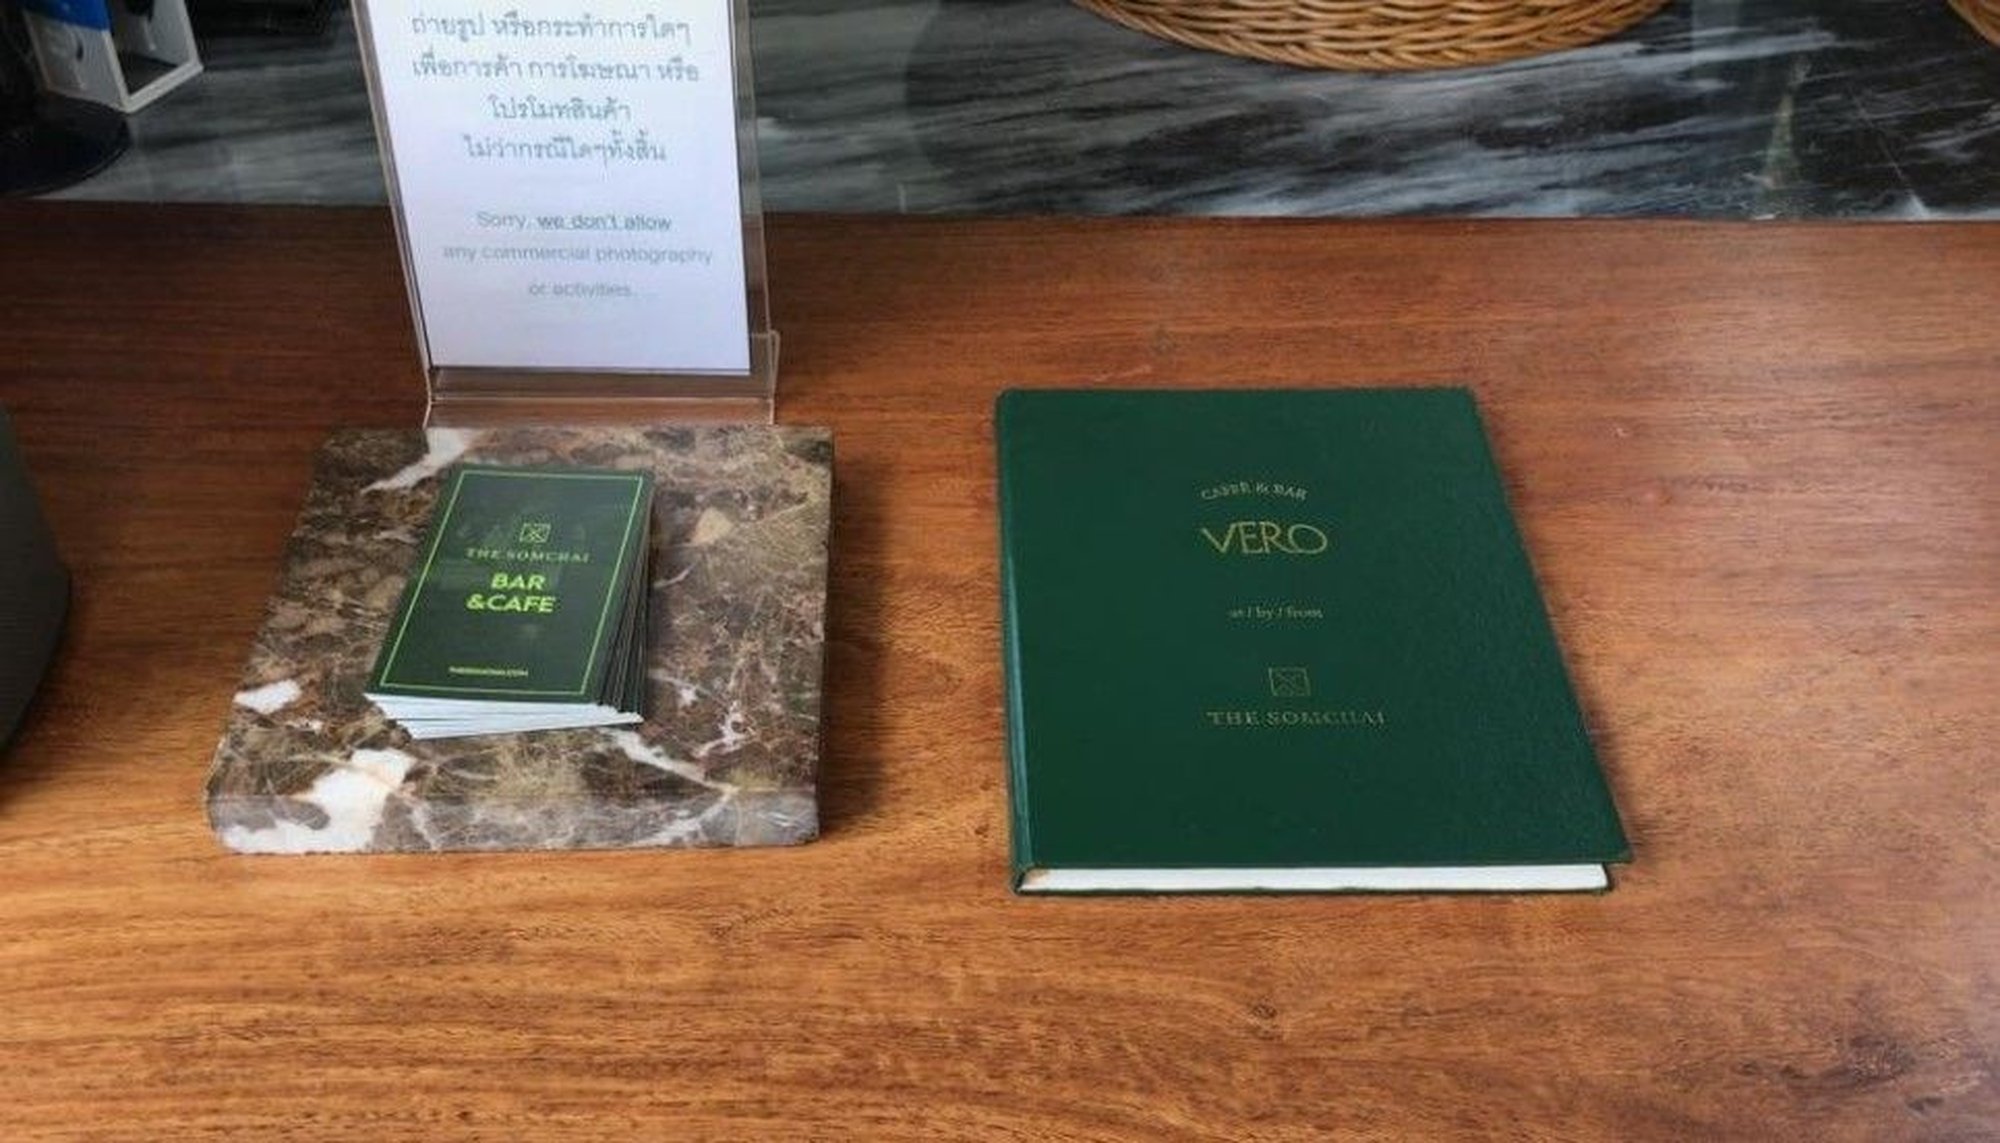 ถ่ายรูป หรือกระทำการใดๆ
เพื่อการค้า การโฆษณา หรือ
โปรโมทสินค้า
ไม่ว่ากรณีใดๆทั้งสิ้น
Sorry, we don't allow
any commercial photography
or activities.
THE SOMCHAI
BAR
&CAFE
THESOMCHAI.COM
CAFFÈ & BAR
VERO
at / by / from
THE SOMCHAI